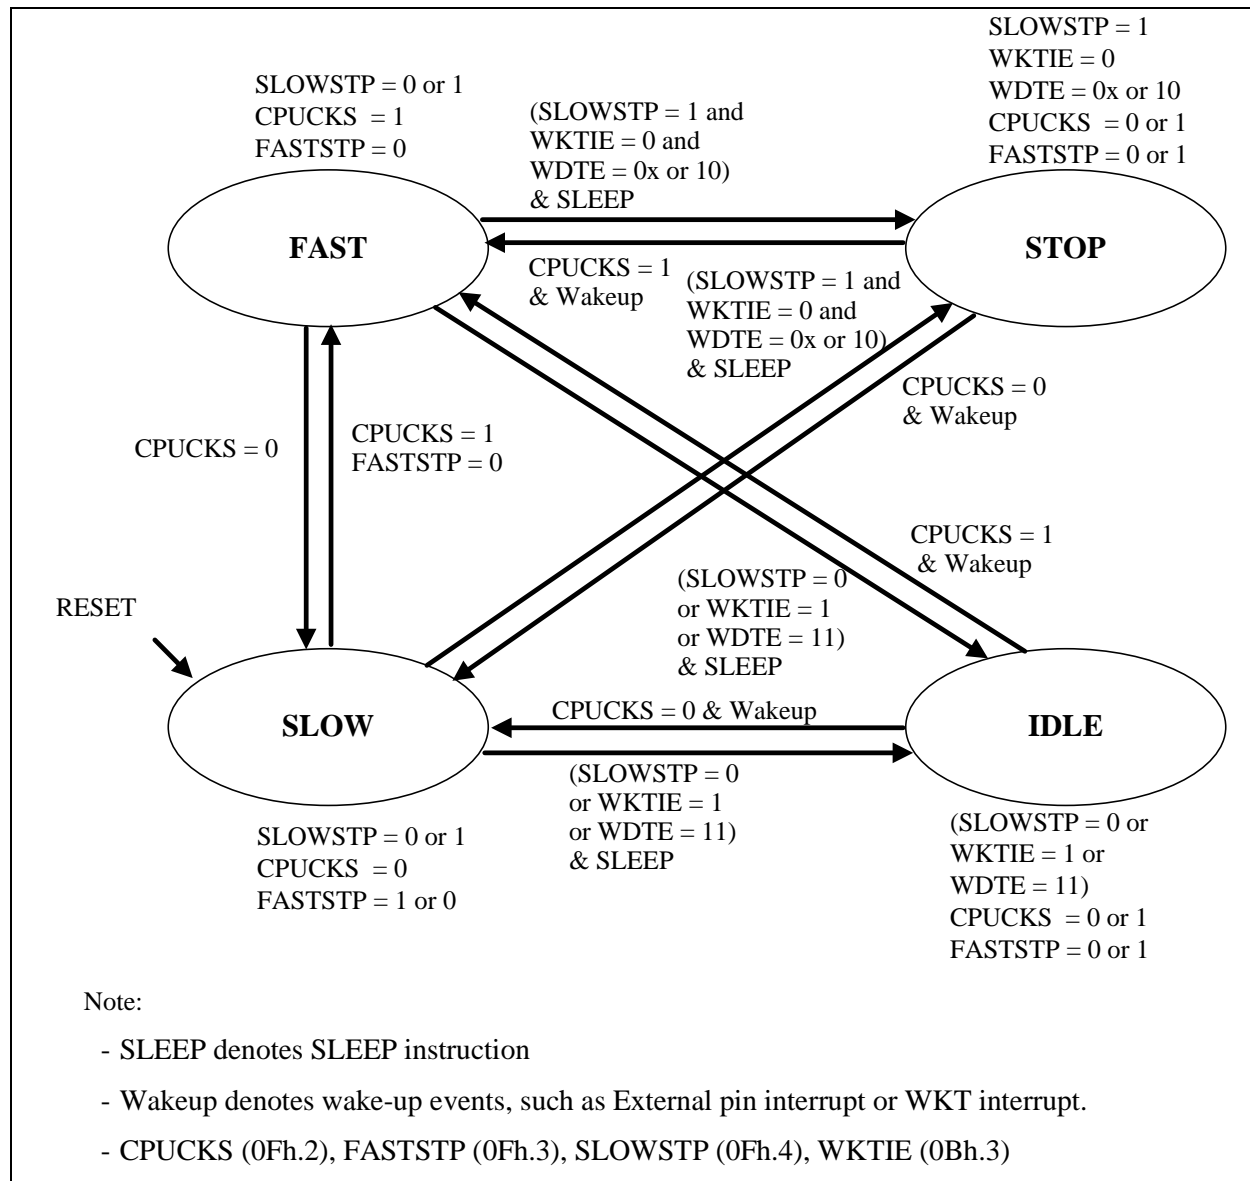 SLOWSTP = 1
WKTIE = 0
WDTE = 0x or 10
CPUCKS = 0 or 1
FASTSTP = 0 or 1
SLOWSTP = 0 or 1
CPUCKS = 1
FASTSTP = 0
(SLOWSTP = 1 and
WKTIE = 0 and
WDTE = 0x or 10)
& SLEEP
FAST
STOP
CPUCKS = 1
& Wakeup
(SLOWSTP = 1 and
WKTIE = 0 and
WDTE = 0x or 10)
& SLEEP
CPUCKS = 0
& Wakeup
CPUCKS = 0
CPUCKS = 1
FASTSTP = 0
CPUCKS = 1
& Wakeup
(SLOWSTP = 0
or WKTIE = 1
or WDTE = 11)
& SLEEP
RESET
SLOW
CPUCKS = 0 & Wakeup
IDLE
(SLOWSTP = 0
or WKTIE = 1
or WDTE = 11)
& SLEEP
SLOWSTP = 0 or 1
CPUCKS = 0
FASTSTP = 1 or 0
(SLOWSTP = 0 or
WKTIE = 1 or
WDTE = 11)
CPUCKS = 0 or 1
FASTSTP = 0 or 1
Note:
- SLEEP denotes SLEEP instruction
- Wakeup denotes wake-up events, such as External pin interrupt or WKT interrupt.
- CPUCKS (0Fh.2), FASTSTP (0Fh.3), SLOWSTP (0Fh.4), WKTIE (0Bh.3)